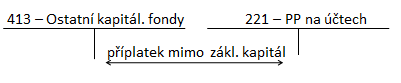 413 – Ostatní kapitál. fondy 221 – PP na účtech
příplatek mimo zákl. kapitál